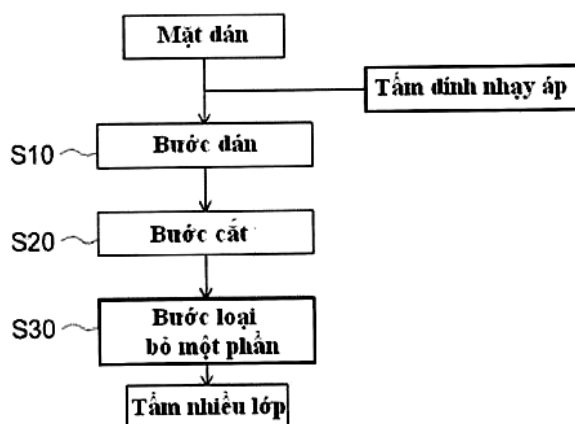 Mặt dán
Tấm dính nhạy áp
S10
Bước dán
S20
Bước cắt
S30
Bước loại
bỏ một phần
Tấm nhiều lớp